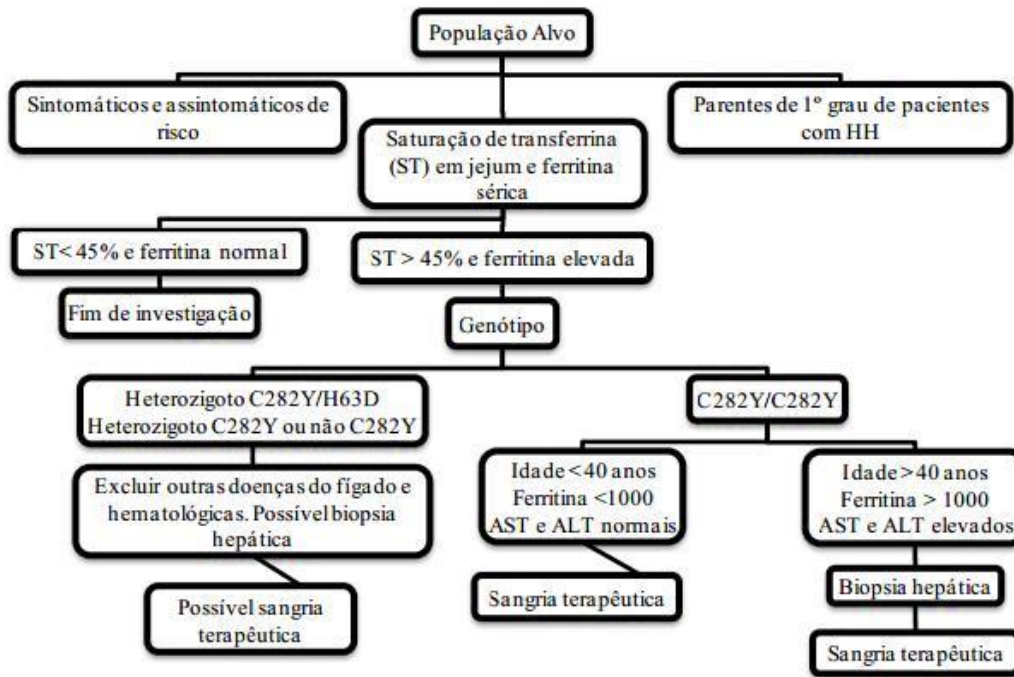 População Alvo
Sintomáticos e assintomáticos de
risco
Parentes de 1º grau de pacientes
com HH
Saturação de transferrina
(ST) em jejum e ferritina
sérica
ST< 45% e ferritina normal
ST > 45% e ferritina elevada
Fim de investigação
Genótipo
Heterozigoto C282Y/H63D
Heterozigoto C282Y ou não C282Y
C282Y/C282Y
Excluir outras doenças do fígado e
hematológicas. Possível biopsia
hepática
Idade <40 anos
Ferritina <1000
AST e ALT normais
Idade >40 anos
Ferritina > 1000
AST e ALT elevados
Possível sangria
terapêutica
Sangria terapêutica
Biopsia hepática
Sangria terapêutica